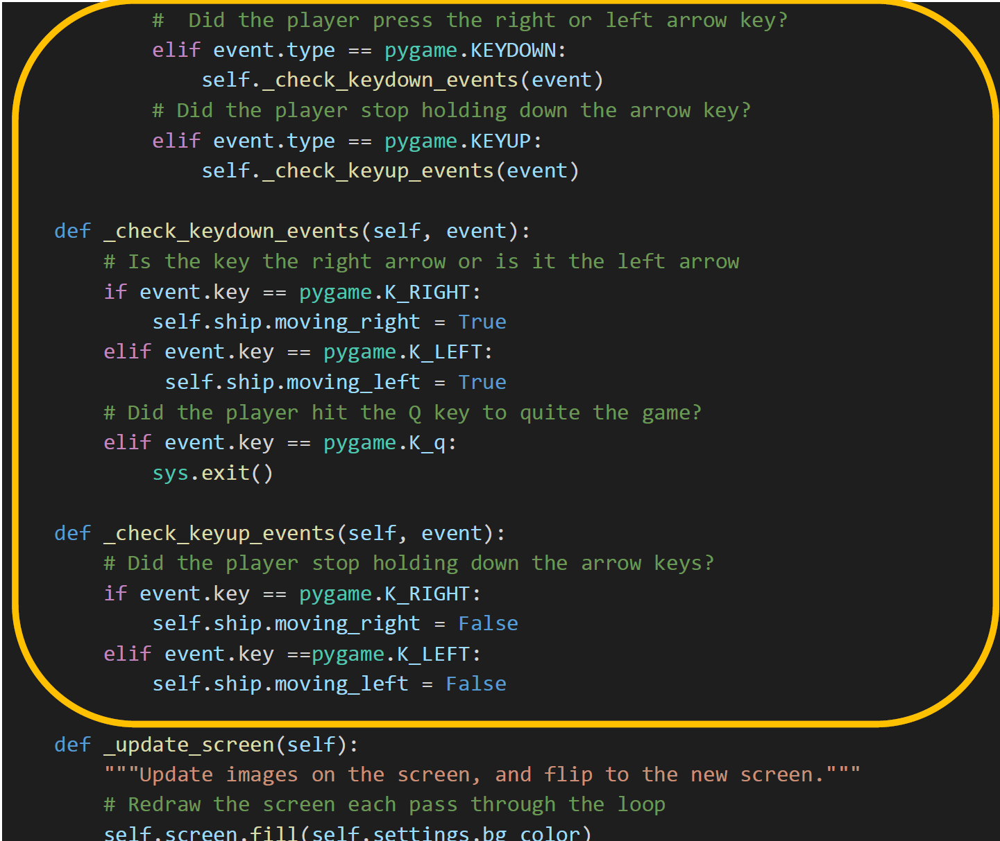 #  Did the player press the right or left arrow key?
        elif event.type == pygame.KEYDOWN:
            self._check_keydown_events(event)
        # Did the player stop holding down the arrow key?
        elif event.type == pygame.KEYUP:
            self._check_keyup_events(event)

def _check_keydown_events(self, event):
    # Is the key the right arrow or is it the left arrow
    if event.key == pygame.K_RIGHT:
        self.ship.moving_right = True
    elif event.key == pygame.K_LEFT:
         self.ship.moving_left = True
    # Did the player hit the Q key to quite the game?
    elif event.key == pygame.K_q:
        sys.exit()

def _check_keyup_events(self, event):
    # Did the player stop holding down the arrow keys?
    if event.key == pygame.K_RIGHT:
        self.ship.moving_right = False
    elif event.key ==pygame.K_LEFT:
        self.ship.moving_left = False

def _update_screen(self):
    """Update images on the screen, and flip to the new screen."""
    # Redraw the screen each pass through the loop
    self.screen.fill(self.settings.bg_color)